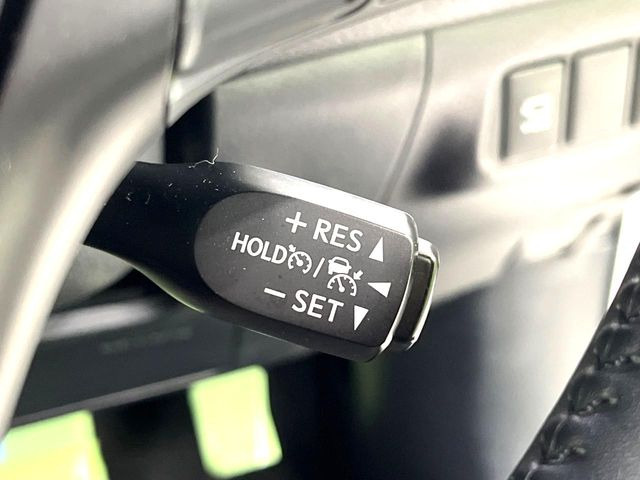 + RES ▲
HOLD / ◀
− SET ▼